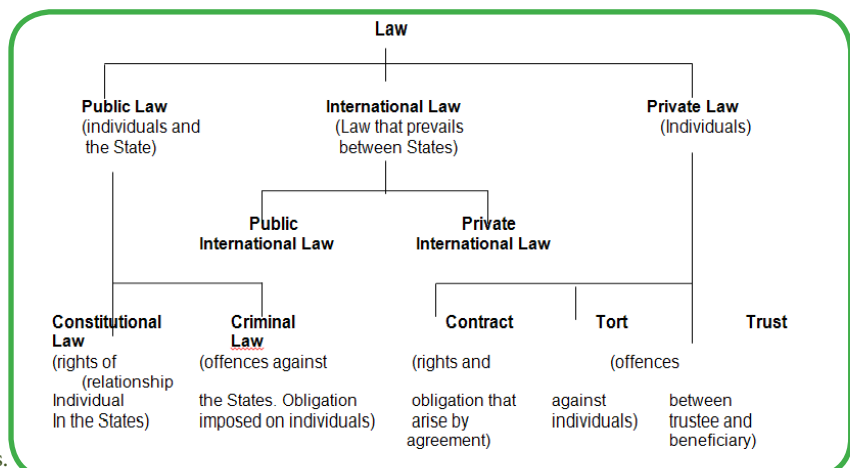 Law
Public Law International Law Private Law
(individuals and (Law that prevails (Individuals)
the State) between States)
Public Private
International Law International Law
Constitutional Criminal Contract Tort Trust
Law Law
(rights of (offences against (rights and (offences
(relationship
Individual the States. Obligation obligation that against between
In the States) imposed on individuals) arise by individuals) trustee and
agreement) beneficiary)
s.